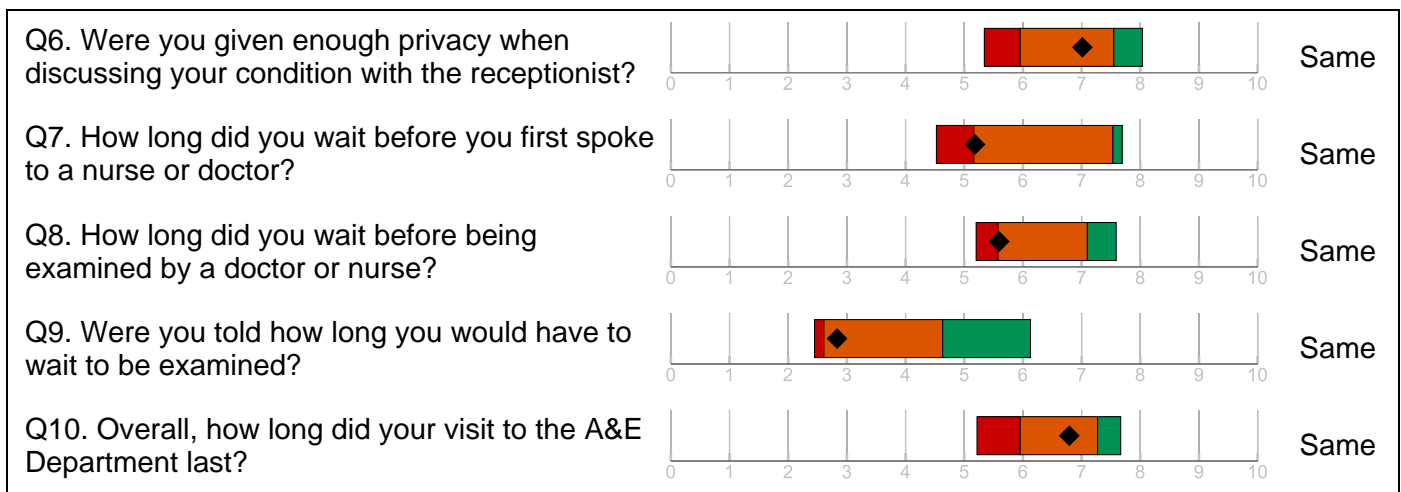 Q6. Were you given enough privacy when
discussing your condition with the receptionist?
0 1 2 3 4 5 6 7 8 9 10
Same
Q7. How long did you wait before you first spoke
to a nurse or doctor?
0 1 2 3 4 5 6 7 8 9 10
Same
Q8. How long did you wait before being
examined by a doctor or nurse?
0 1 2 3 4 5 6 7 8 9 10
Same
Q9. Were you told how long you would have to
wait to be examined?
0 1 2 3 4 5 6 7 8 9 10
Same
Q10. Overall, how long did your visit to the A&E
Department last?
0 1 2 3 4 5 6 7 8 9 10
Same